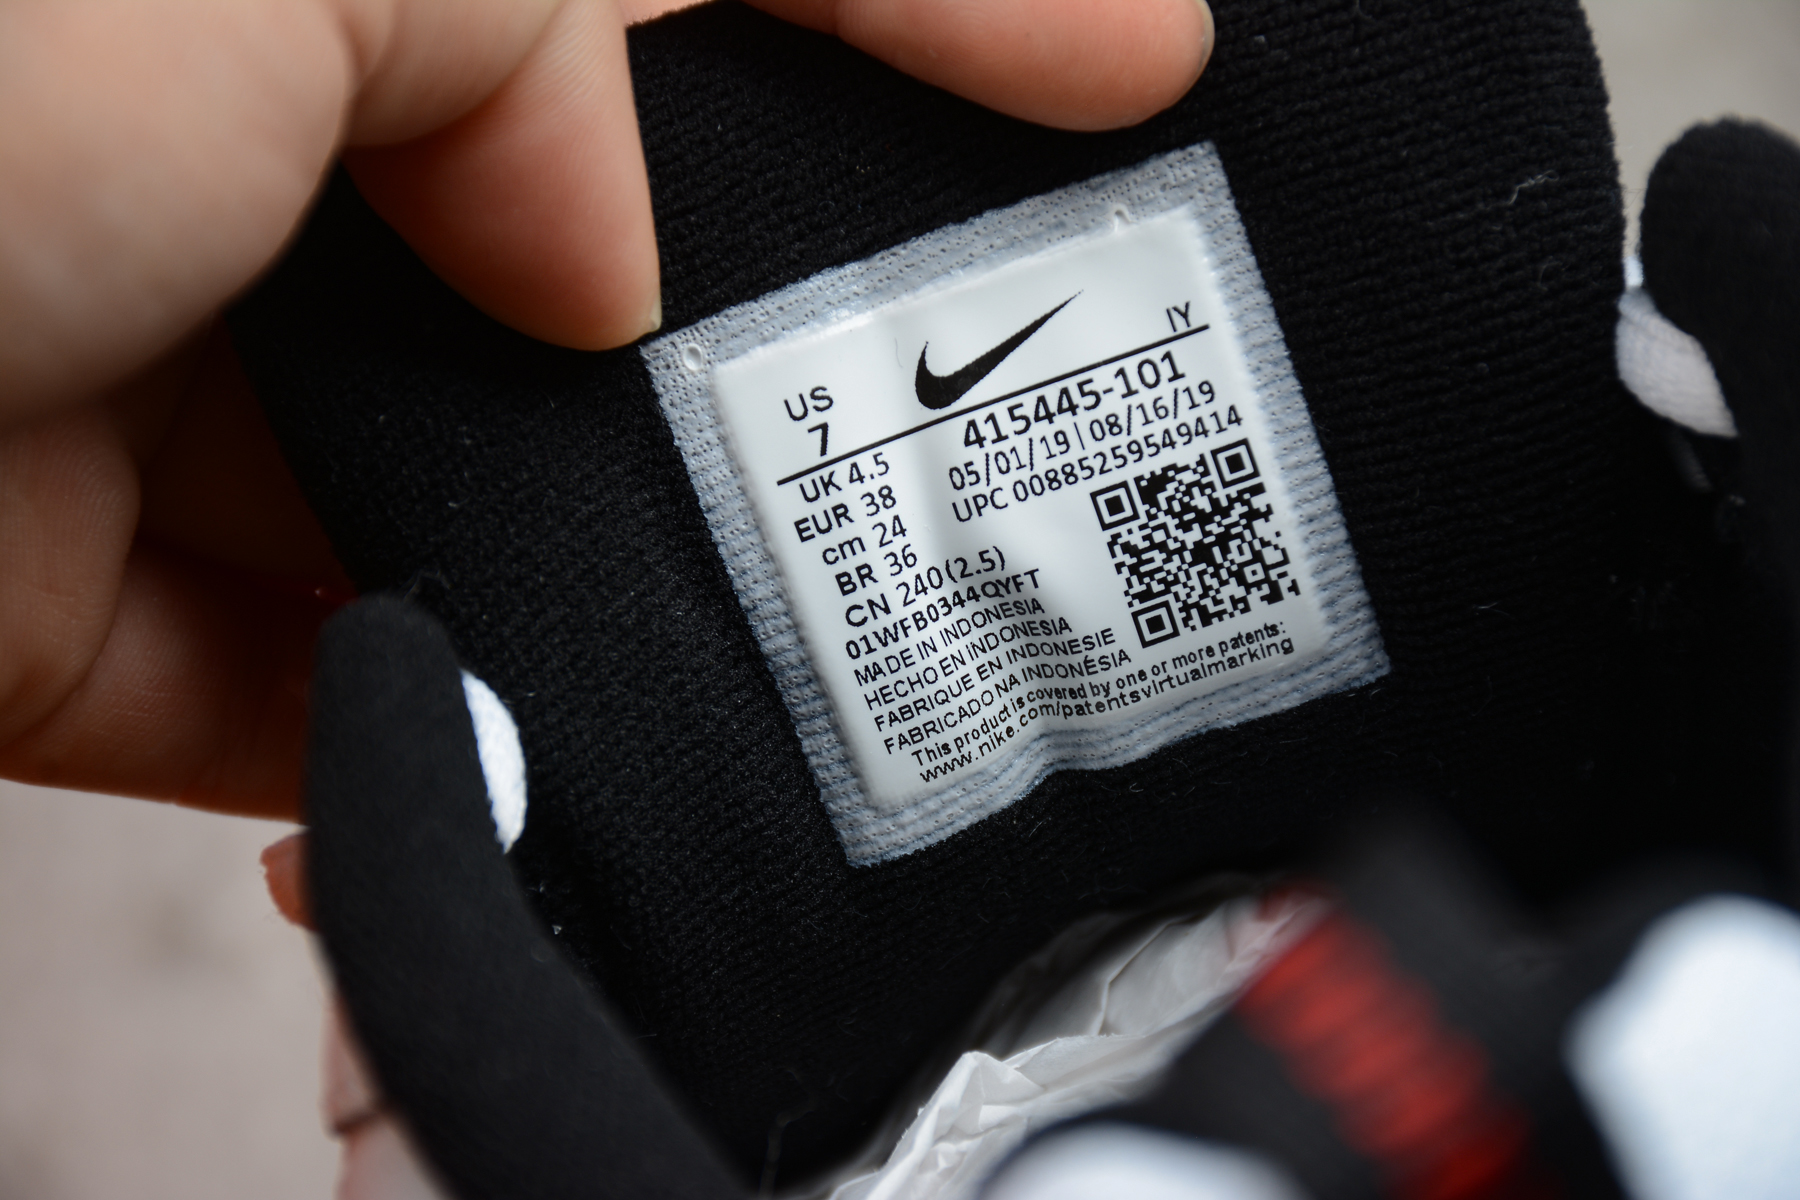 IY
US
7
415445-101
05/01/19 | 08/16/19
UPC 00885259549414
UK 4.5
EUR 38
cm 24
BR 36
CN 240(2.5)
01WFB0344QYFT
MADE IN INDONESIA
HECHO EN INDONESIA
FABRIQUE EN INDONESIE
FABRICADO NA INDONÉSIA
This product is covered by one or more patents:
www.nike.com/patentsvirtualmarking